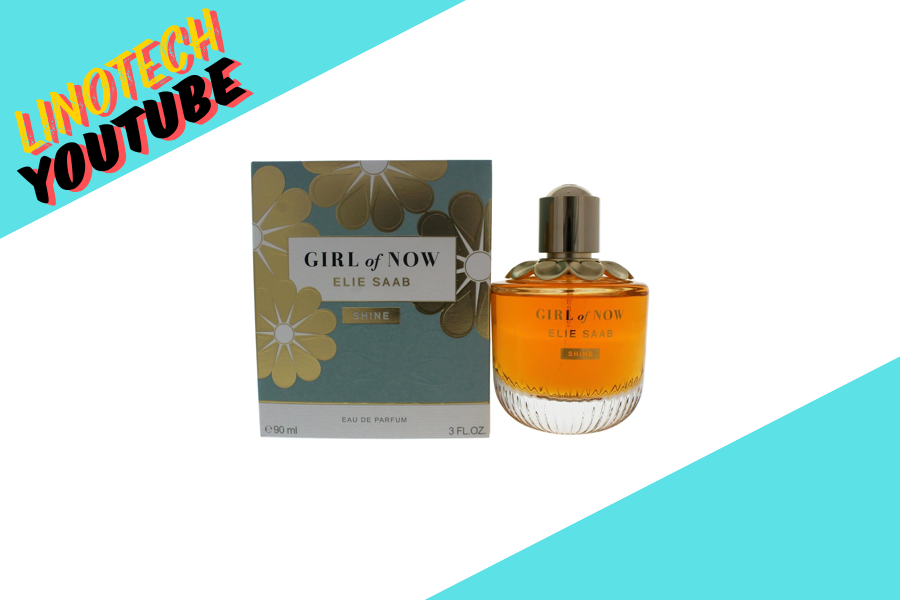 LINOTECH
YOUTUBE
GIRL of NOW
ELIE SAAB
SHINE
EAU DE PARFUM
℮90 ml
3 FL.OZ.
GIRL of NOW
ELIE SAAB
SHINE